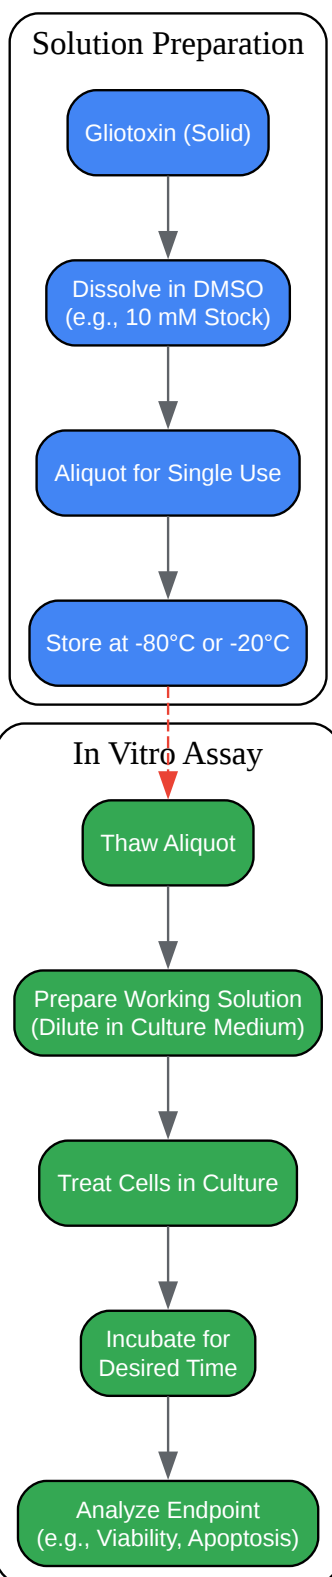 Solution Preparation
Gliotoxin (Solid)
Dissolve in DMSO
(e.g., 10 mM Stock)
Aliquot for Single Use
Store at -80°C or -20°C
In Vitro Assay
Thaw Aliquot
Prepare Working Solution
(Dilute in Culture Medium)
Treat Cells in Culture
Incubate for
Desired Time
Analyze Endpoint
(e.g., Viability, Apoptosis)